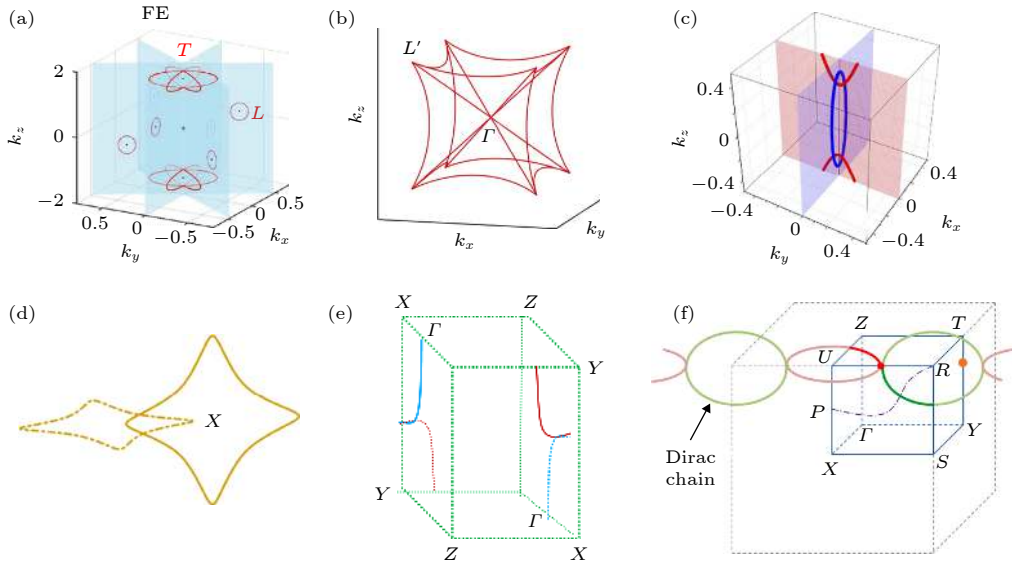 (a)
FE
T
L
2
0
−2
k_z
0.5
0
−0.5
k_y
−0.5
0
0.5
k_x
(b)
L′
Γ
k_z
k_x
k_y
(c)
0.4
0
−0.4
k_z
−0.4
0
0.4
k_y
−0.4
0
0.4
k_x
(d)
X
(e)
X
Z
Γ
Y
Y
Γ
Z
X
(f)
Z
T
U
R
P
Γ
Y
X
S
Dirac
chain